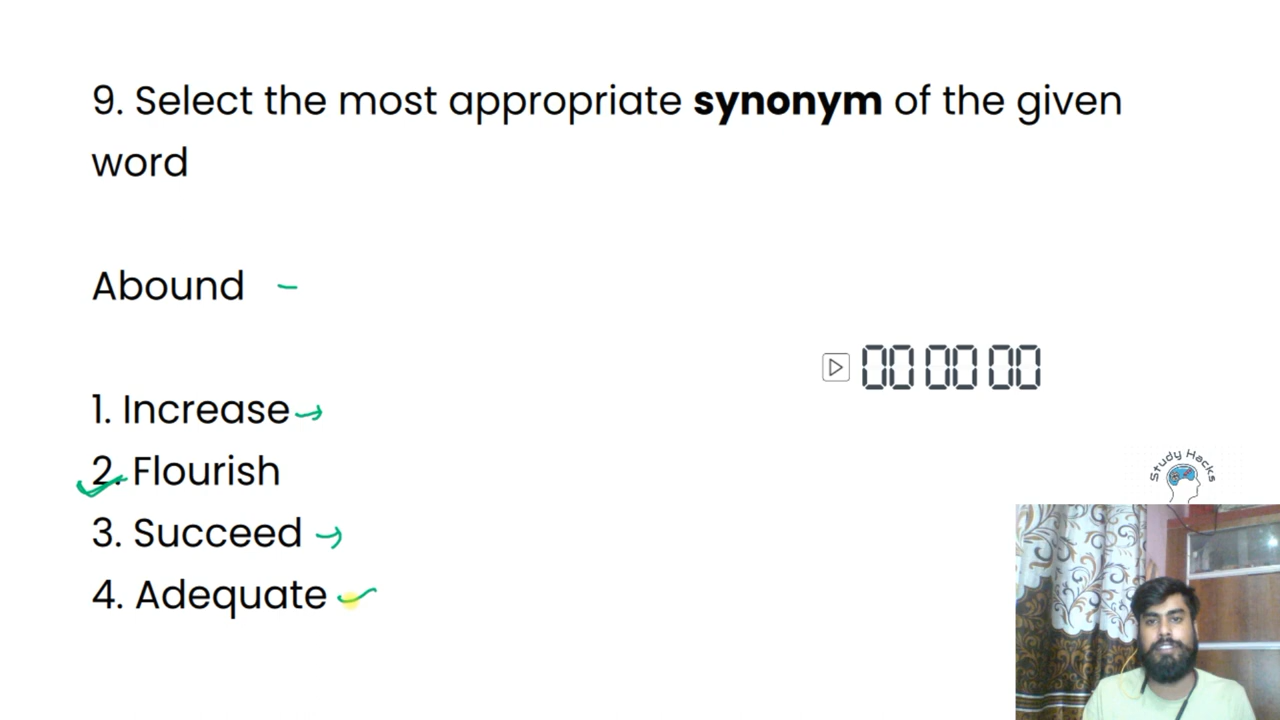 9. Select the most appropriate synonym of the given
word
Abound
00 00 00
1. Increase
2. Flourish
3. Succeed
4. Adequate
Study Hacks